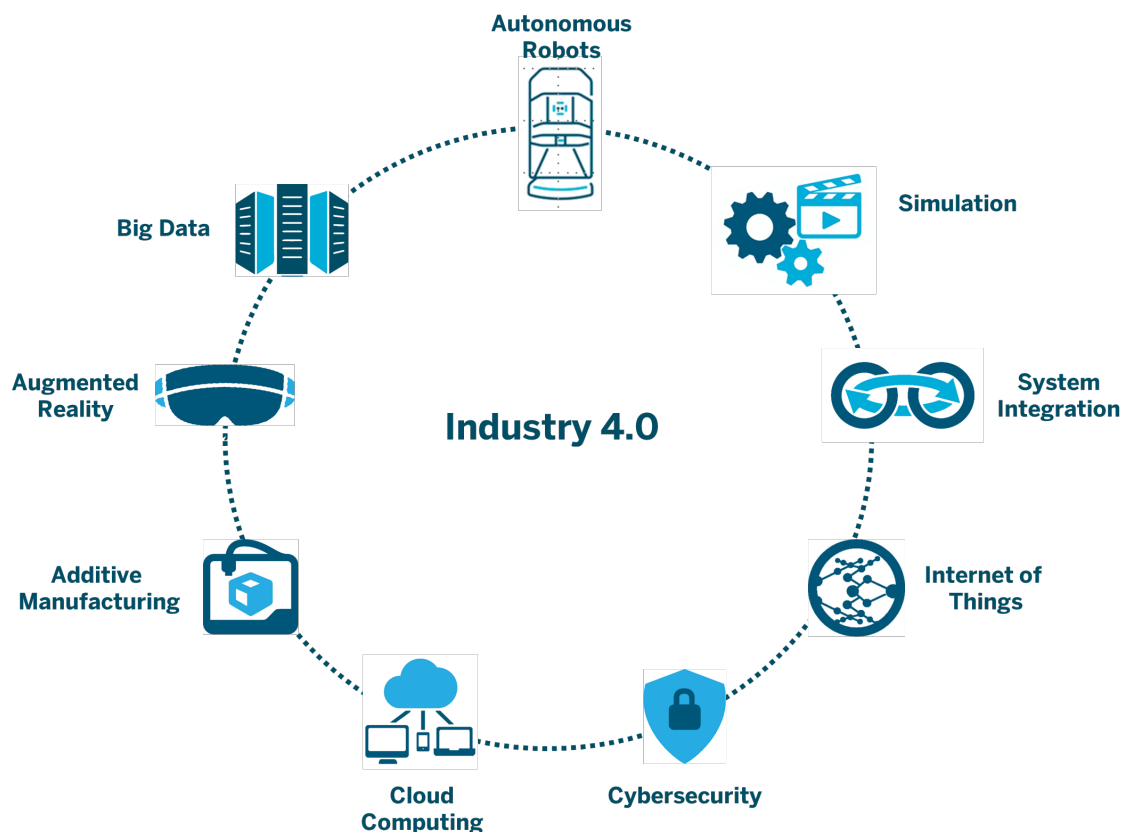 Autonomous
Robots
Simulation
Big Data
System
Integration
Augmented
Reality
Industry 4.0
Internet of
Things
Additive
Manufacturing
Cybersecurity
Cloud
Computing